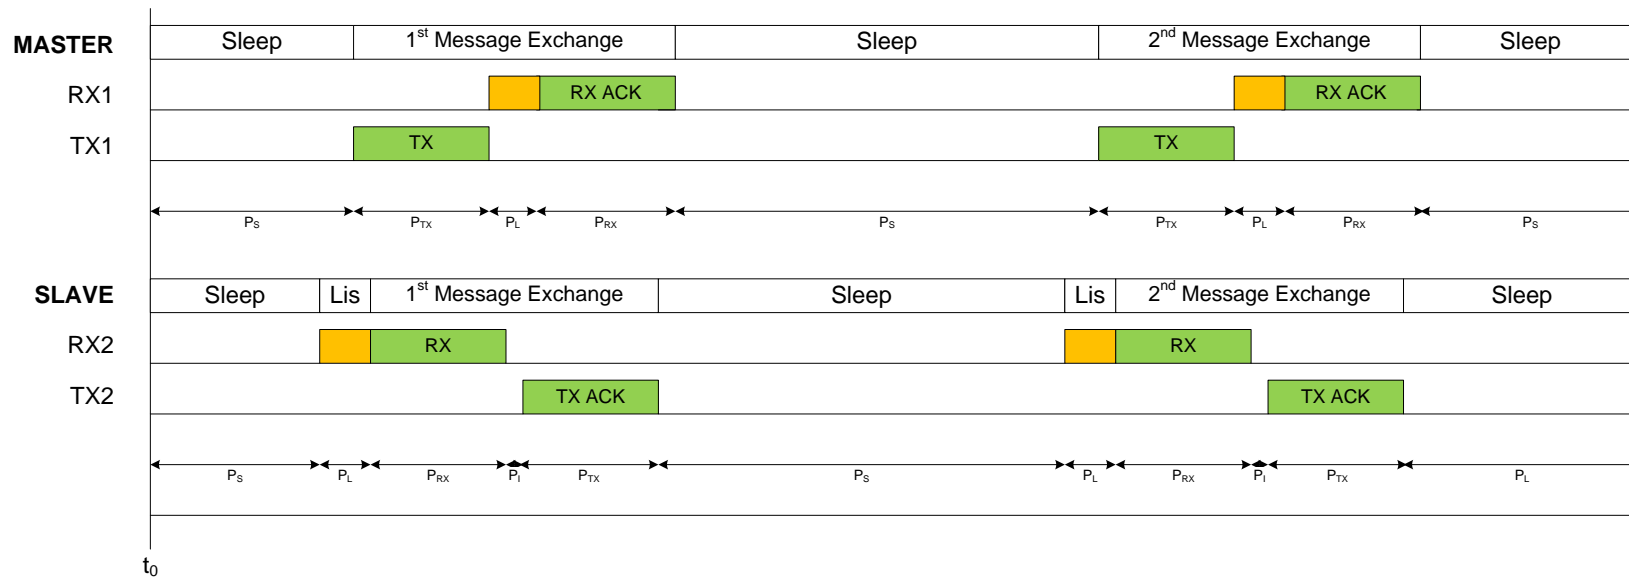 MASTER Sleep 1st Message Exchange Sleep 2nd Message Exchange Sleep
RX1 RX ACK RX ACK
TX1 TX TX
PS PTX PL PRX PS PTX PL PRX PS
SLAVE Sleep Lis 1st Message Exchange Sleep Lis 2nd Message Exchange Sleep
RX2 RX RX
TX2 TX ACK TX ACK
PS PL PRX PI PTX PS PL PRX PI PTX PL
t0